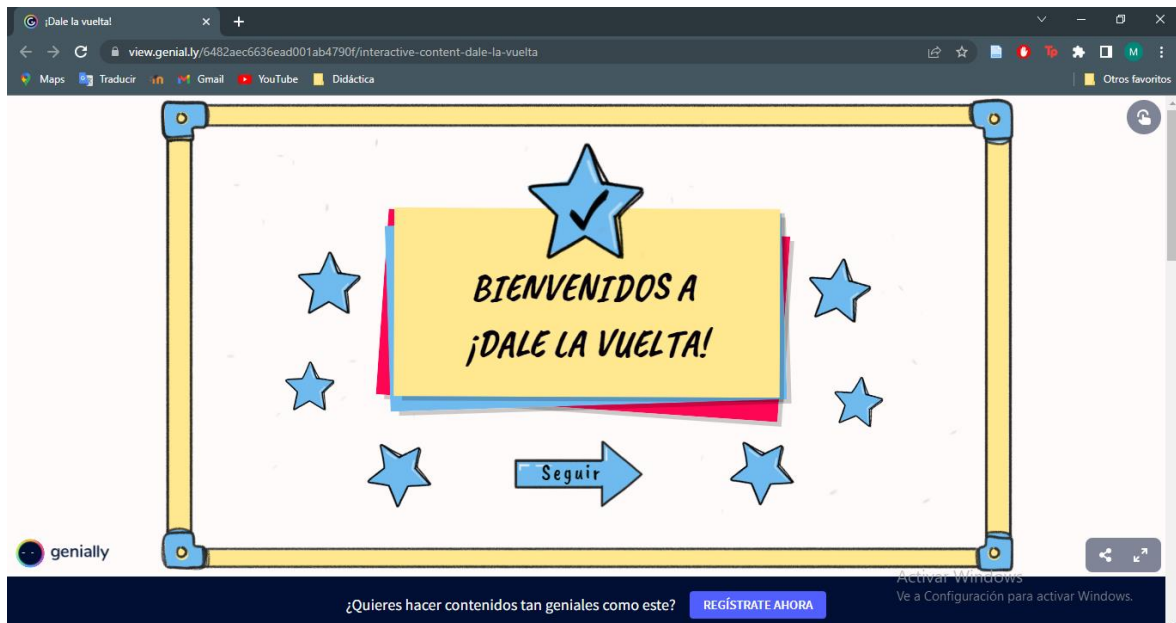 ¡Dale la vuelta!
view.genial.ly/6482aec6636ead001ab4790f/interactive-content-dale-la-vuelta
Maps Traducir in Gmail YouTube Didáctica Otros favoritos
Tp M
BIENVENIDOS A
¡DALE LA VUELTA!
Seguir
genially
Activar Windows
Ve a Configuración para activar Windows.
¿Quieres hacer contenidos tan geniales como este? REGÍSTRATE AHORA